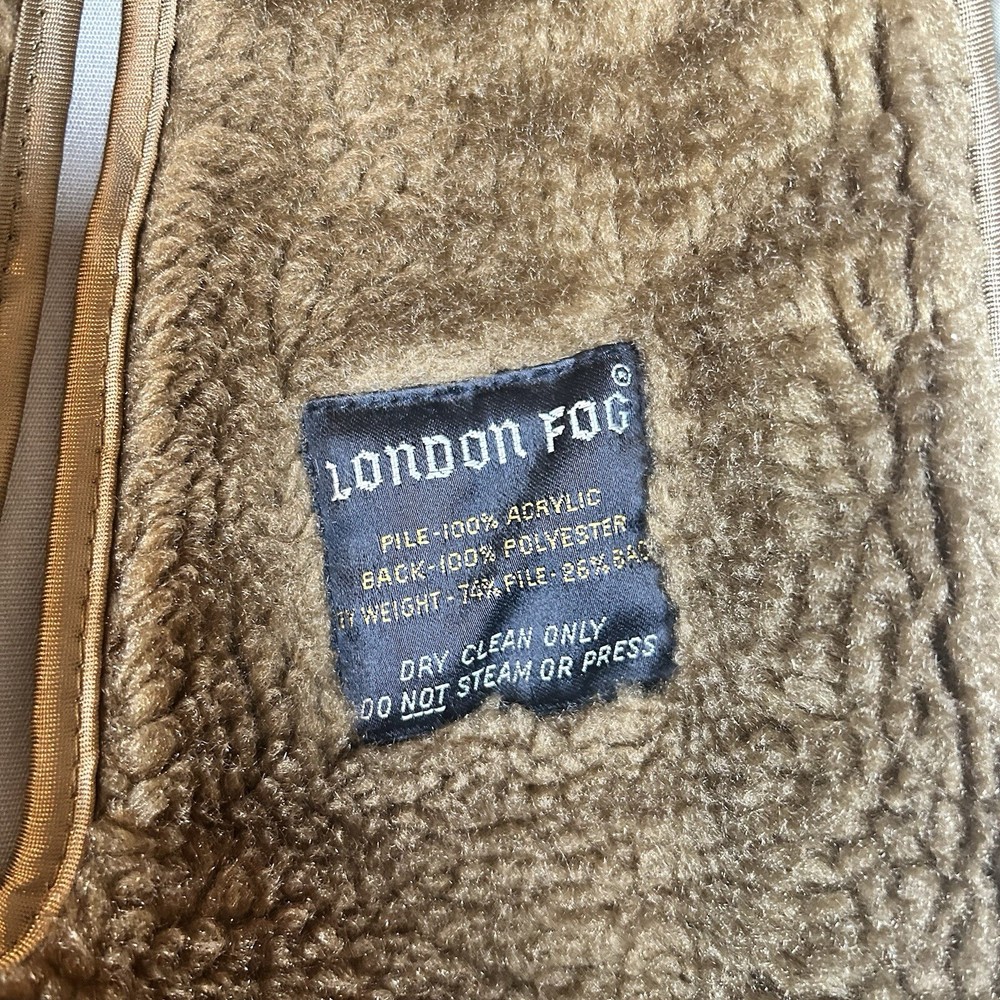 LONDON FOG ®
PILE-100% ACRYLIC
BACK-100% POLYESTER
WEIGHT-74% PILE-26%
DRY CLEAN ONLY
DO NOT STEAM OR PRESS